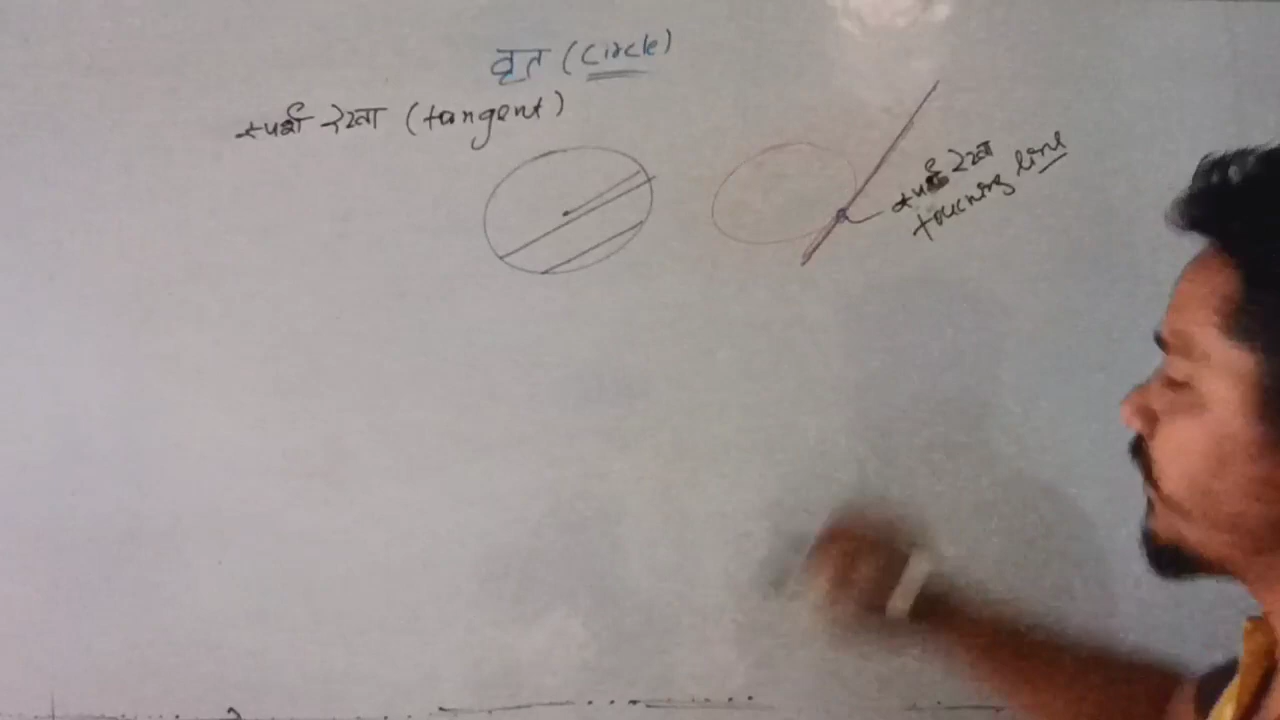 वृत (circle)
स्पर्श रेखा (tangent)
स्पर्श रेखा
touching line